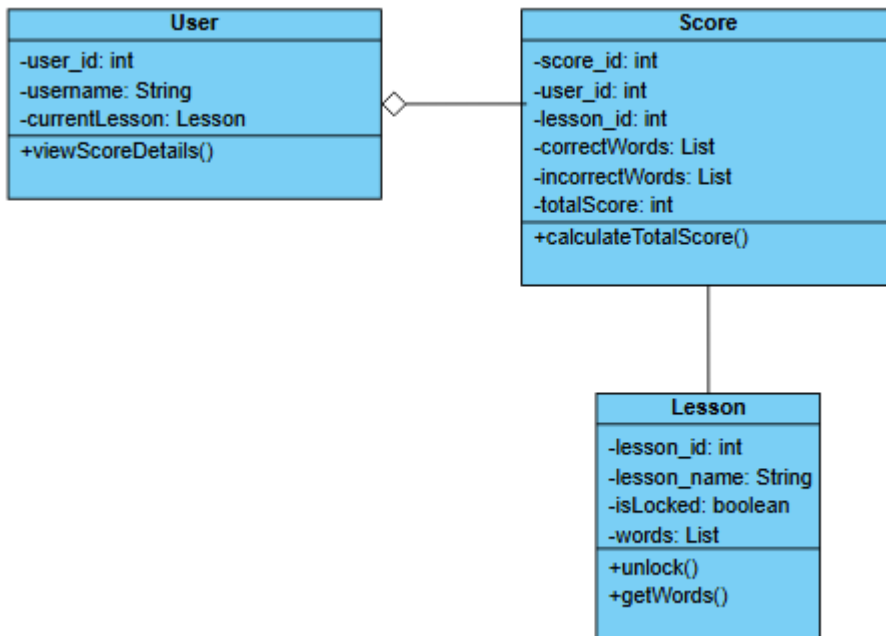 User
-user_id: int
-username: String
-currentLesson: Lesson
+viewScoreDetails()
Score
-score_id: int
-user_id: int
-lesson_id: int
-correctWords: List
-incorrectWords: List
-totalScore: int
+calculateTotalScore()
Lesson
-lesson_id: int
-lesson_name: String
-isLocked: boolean
-words: List
+unlock()
+getWords()